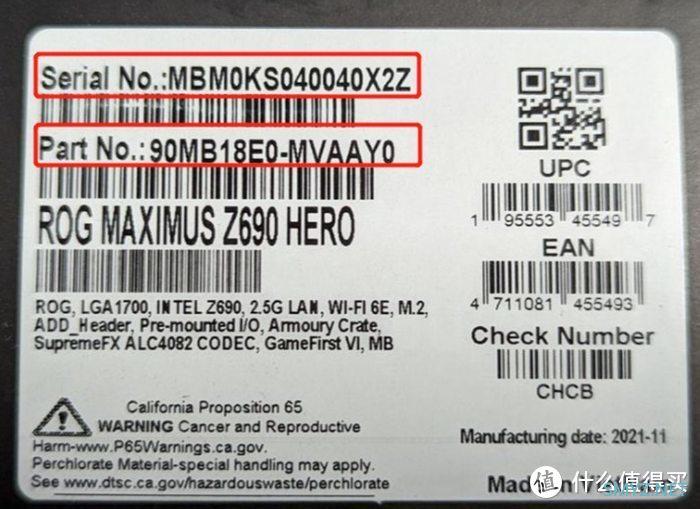 Serial No.:MBM0KS040040X2Z
Part No.:90MB18E0-MVAAY0
ROG MAXIMUS Z690 HERO
ROG, LGA1700, INTEL Z690, 2.5G LAN, WI-FI 6E, M.2,
ADD_Header, Pre-mounted I/O, Armoury Crate,
SupremeFX ALC4082 CODEC, GameFirst VI, MB
California Proposition 65
WARNING Cancer and Reproductive
Harm-www.P65Warnings.ca.gov.
Perchlorate Material-special handling may apply.
See www.dtsc.ca.gov/hazardouswaste/perchlorate
UPC
1 95553 45549 7
EAN
4 711081 455493
Check Number
CHCB
Manufacturing date: 2021-11
Made in
值 什么值得买